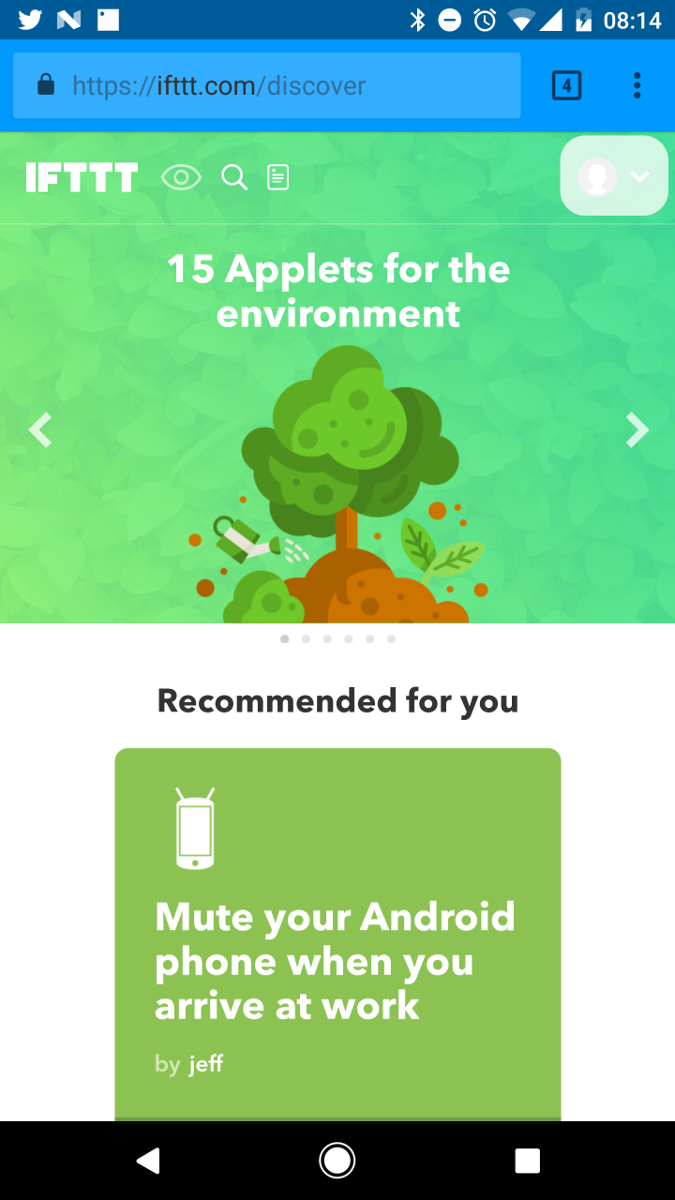 08:14
https://ifttt.com/discover
4
IFTTT
15 Applets for the
environment
Recommended for you
Mute your Android
phone when you
arrive at work
by jeff